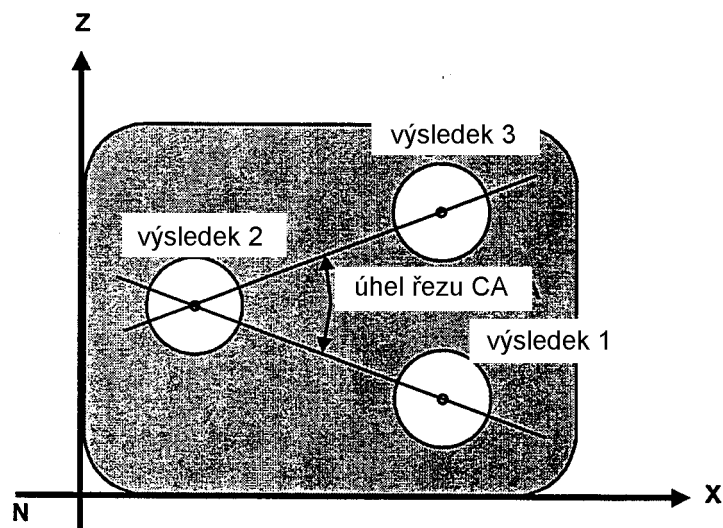 Z
výsledek 3
výsledek 2
úhel řezu CA
výsledek 1
X
N